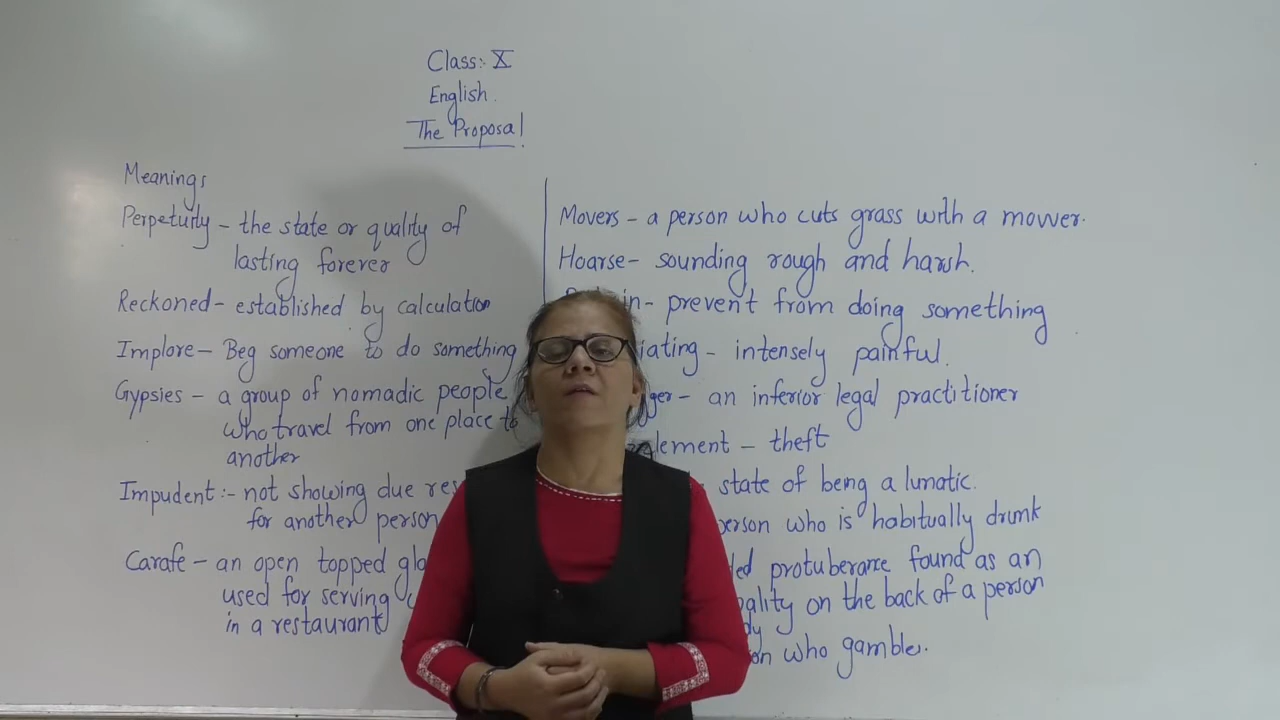 Class:- X
English.
The Proposal
Meanings
Perpetuity - the state or quality of
lasting forever
Reckoned - established by calculation
Implore - Beg someone to do something
Gypsies - a group of nomadic people
who travel from one place to
another
Impudent :- not showing due
for another person
Carafe - an open topped
used for serving
in a restaurant
Movers - a person who cuts grass with a mower.
Hoarse - sounding rough and harsh.
- prevent from doing something
- intensely painful.
- an inferior legal practitioner
- theft
state of being a lunatic.
who is habitually drunk
protuberance found as an
on the back of a person
who gamble.